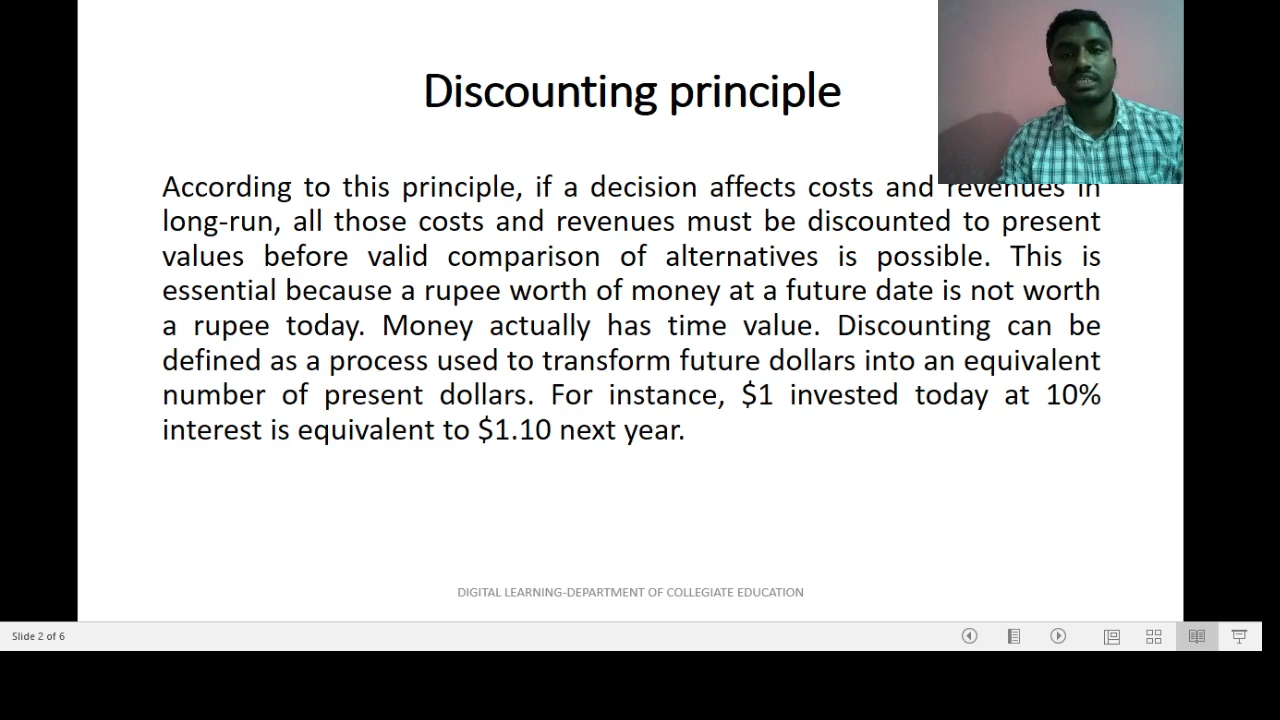 Discounting principle
According to this principle, if a decision affects costs and revenues in
long-run, all those costs and revenues must be discounted to present
values before valid comparison of alternatives is possible. This is
essential because a rupee worth of money at a future date is not worth
a rupee today. Money actually has time value. Discounting can be
defined as a process used to transform future dollars into an equivalent
number of present dollars. For instance, $1 invested today at 10%
interest is equivalent to $1.10 next year.
DIGITAL LEARNING-DEPARTMENT OF COLLEGIATE EDUCATION
Slide 2 of 6